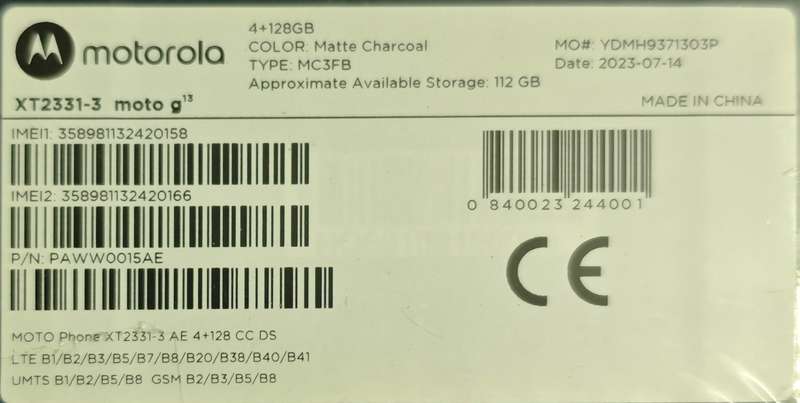 motorola
4+128GB
COLOR: Matte Charcoal
TYPE: MC3FB
Approximate Available Storage: 112 GB
MO#: YDMH9371303P
Date: 2023-07-14
XT2331-3 moto g¹³
MADE IN CHINA
IMEI1: 358981132420158
IMEI2: 358981132420166
P/N: PAWW0015AE
0 840023 244001
CE
MOTO Phone XT2331-3 AE 4+128 CC DS
LTE B1/B2/B3/B5/B7/B8/B20/B38/B40/B41
UMTS B1/B2/B5/B8 GSM B2/B3/B5/B8